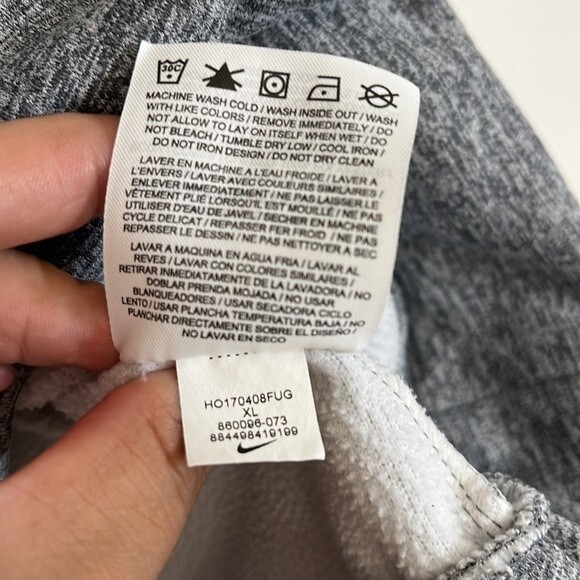 30C
MACHINE WASH COLD / WASH INSIDE OUT / WASH
WITH LIKE COLORS / REMOVE IMMEDIATELY / DO
NOT ALLOW TO LAY ON ITSELF WHEN WET / DO
NOT BLEACH / TUMBLE DRY LOW / COOL IRON /
DO NOT IRON DESIGN / DO NOT DRY CLEAN
LAVER EN MACHINE A L'EAU FROIDE / LAVER A
L'ENVERS / LAVER AVEC COULEURS SIMILAIRES /
ENLEVER IMMEDIATEMENT / NE PAS LAISSER LE
VÊTEMENT PLIÉ LORSQU'IL EST MOUILLÉ / NE PAS
UTILISER D'EAU DE JAVEL / SECHER EN MACHINE
CYCLE DELICAT / REPASSER FER FROID / NE PAS
REPASSER LE DESSIN / NE PAS NETTOYER A SEC
LAVAR A MAQUINA EN AGUA FRIA / LAVAR AL
REVES / LAVAR CON COLORES SIMILARES /
RETIRAR INMEDIATAMENTE DE LA LAVADORA / NO
DOBLAR PRENDA MOJADA / NO USAR
BLANQUEADORES / USAR SECADORA CICLO
LENTO / USAR PLANCHA TEMPERATURA BAJA / NO
PLANCHAR DIRECTAMENTE SOBRE EL DISEÑO /
NO LAVAR EN SECO
HO170408FUG
XL
860096-073
884498419199